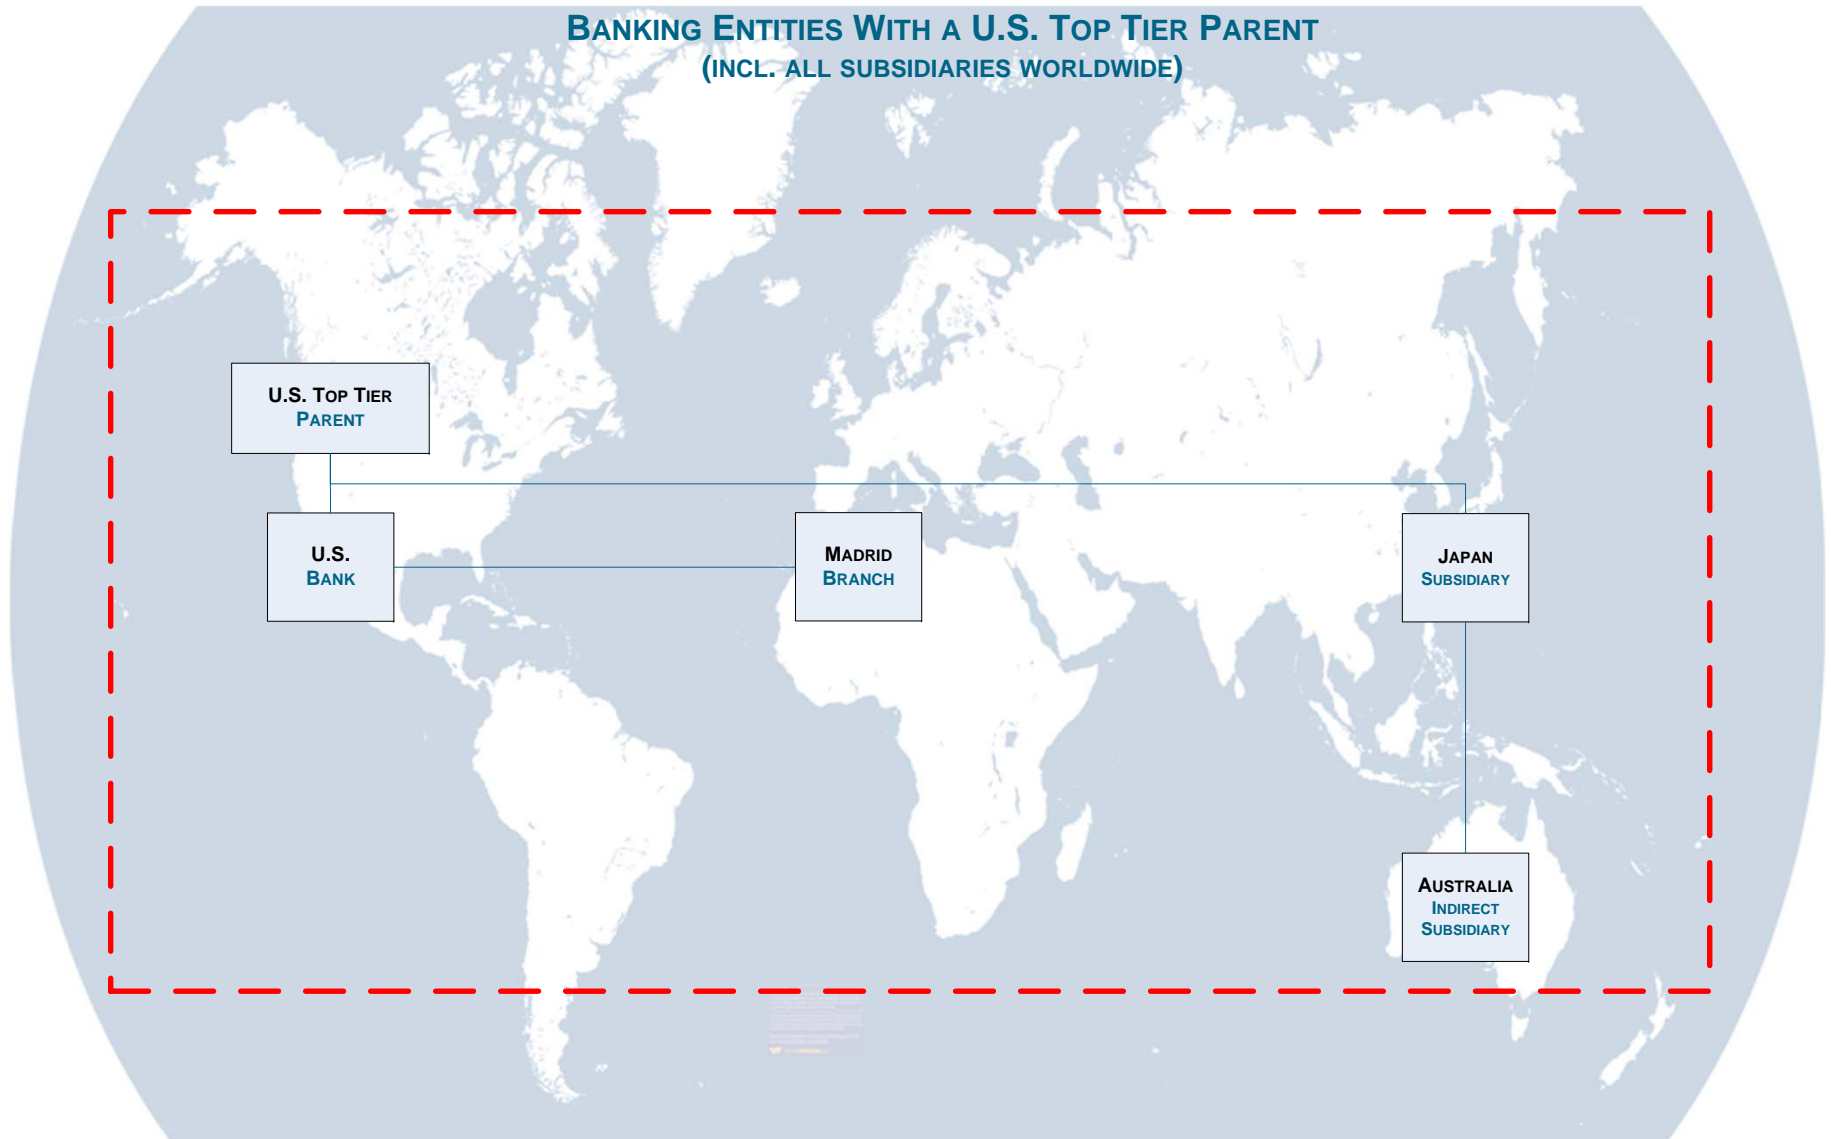 BANKING ENTITIES WITH A U.S. TOP TIER PARENT
(INCL. ALL SUBSIDIARIES WORLDWIDE)
U.S. TOP TIER
PARENT
U.S.
BANK
MADRID
BRANCH
JAPAN
SUBSIDIARY
AUSTRALIA
INDIRECT
SUBSIDIARY